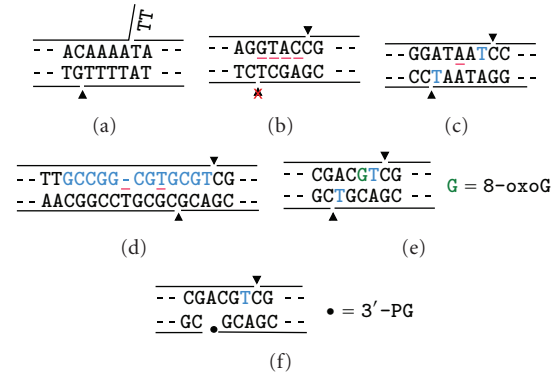 TT
-- ACAAAATA --
-- TGTTTTAT --
(a)
-- AGGTACCG --
-- TCTCGAGC --
(b)
-- GGATAATCC --
-- CCTAATAGG --
(c)
-- TTGCCGG-CGTGCGTCG --
-- AACGGCCTGCGCGCAGC --
(d)
-- CGACGTCG --
-- GCTGCAGC --
(e)
G = 8-oxoG
-- CGACGTCG --
-- GC •GCAGC --
(f)
• = 3′-PG